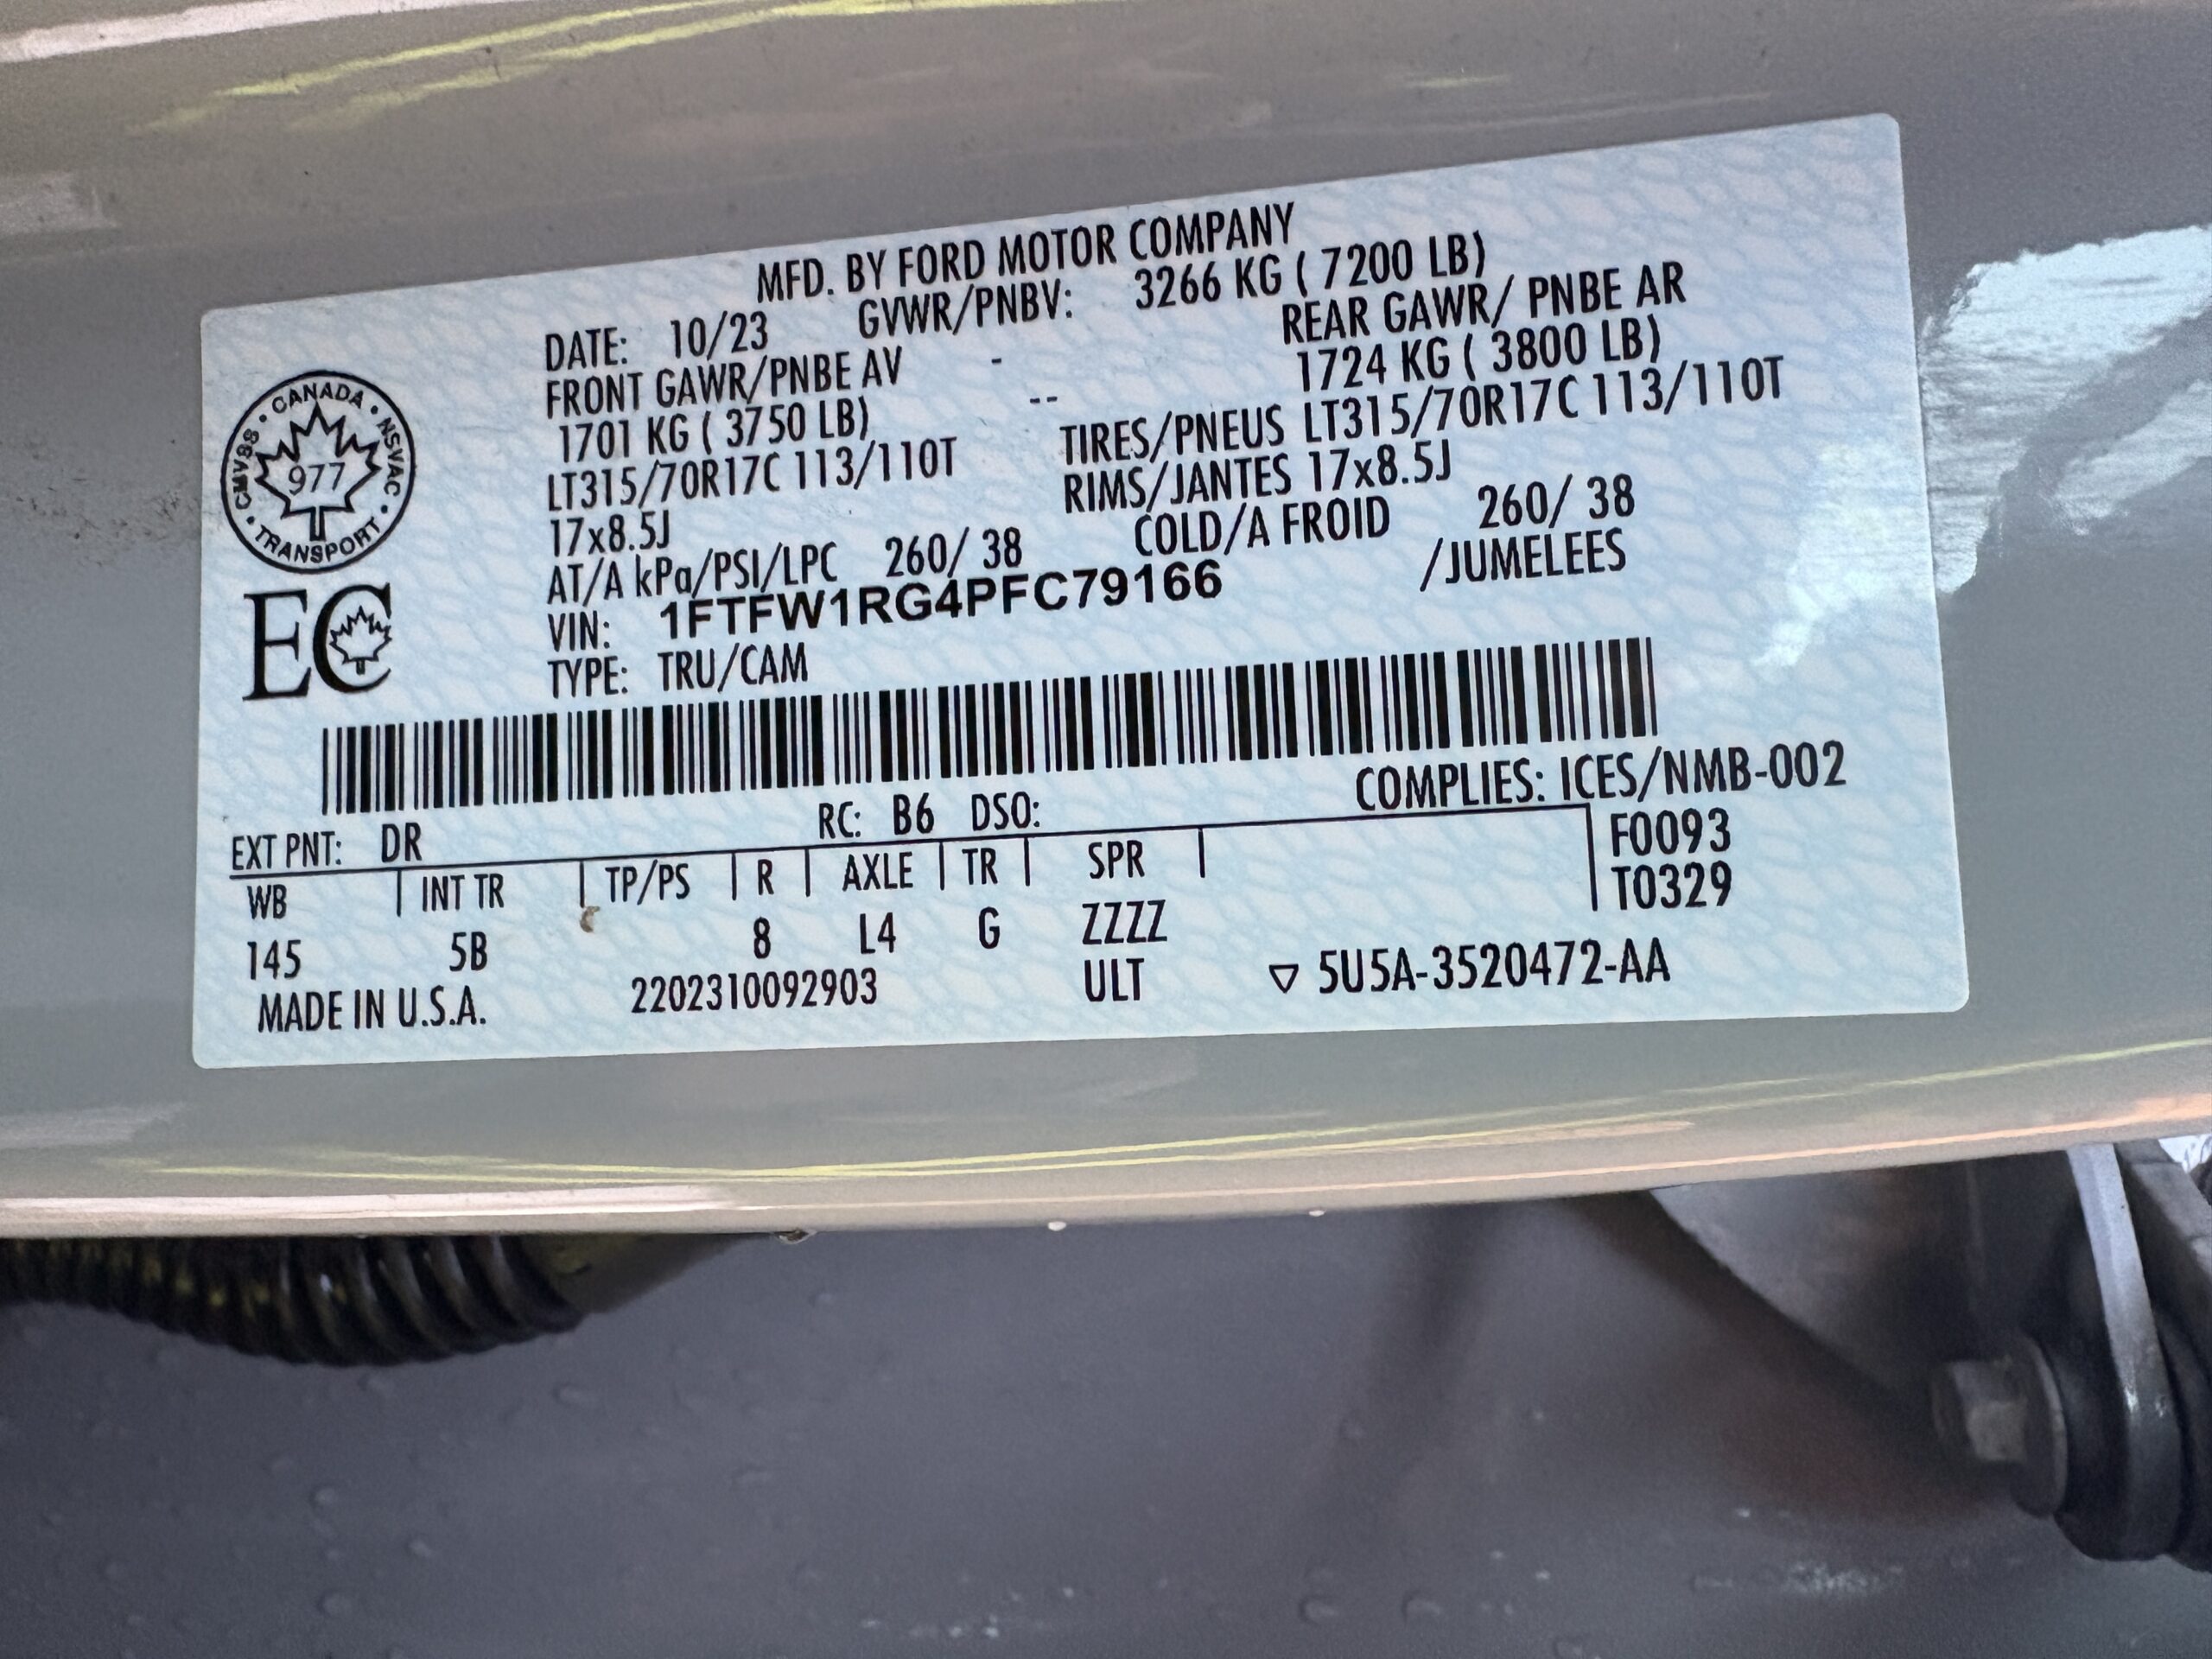 MFD. BY FORD MOTOR COMPANY
DATE: 10/23 GVWR/PNBV: 3266 KG ( 7200 LB)
FRONT GAWR/PNBE AV - REAR GAWR/ PNBE AR
1701 KG ( 3750 LB) -- 1724 KG ( 3800 LB)
LT315/70R17C 113/110T TIRES/PNEUS LT315/70R17C 113/110T
17x8.5J RIMS/JANTES 17x8.5J
AT/A kPa/PSI/LPC 260/ 38 COLD/A FROID 260/ 38
VIN: 1FTFW1RG4PFC79166 /JUMELEES
TYPE: TRU/CAM
CANADA • NSVAC • TRANSPORT • CMVSS •
977
EC
COMPLIES: ICES/NMB-002
EXT PNT: DR RC: B6 DSO:
F0093
WB | INT TR | TP/PS | R | AXLE | TR | SPR |
T0329
145 5B 8 L4 G ZZZZ
MADE IN U.S.A. 2202310092903 ULT ▽ 5U5A-3520472-AA